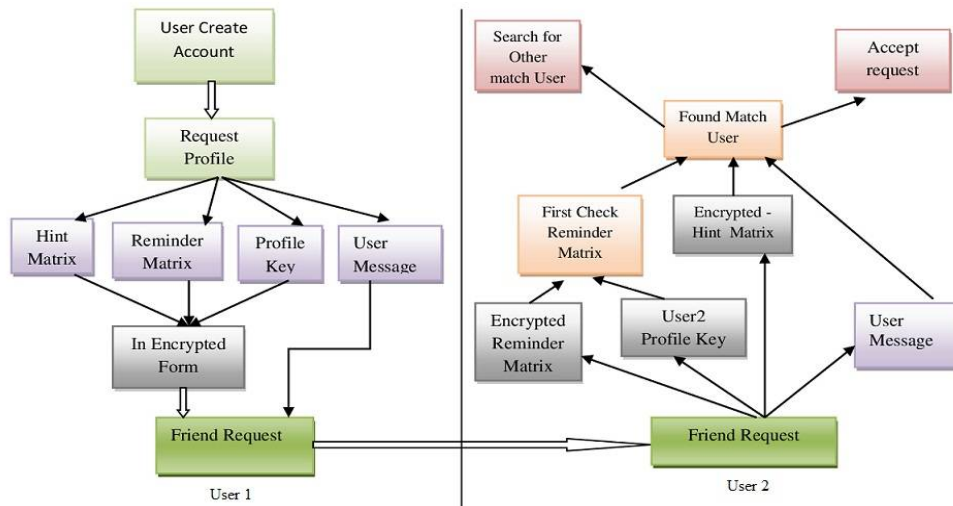 User Create
Account
Request
Profile
Hint
Matrix
Reminder
Matrix
Profile
Key
User
Message
In Encrypted
Form
Friend Request
User 1
Search for
Other
match User
Accept
request
Found Match
User
First Check
Reminder
Matrix
Encrypted -
Hint Matrix
Encrypted
Reminder
Matrix
User2
Profile Key
User
Message
Friend Request
User 2